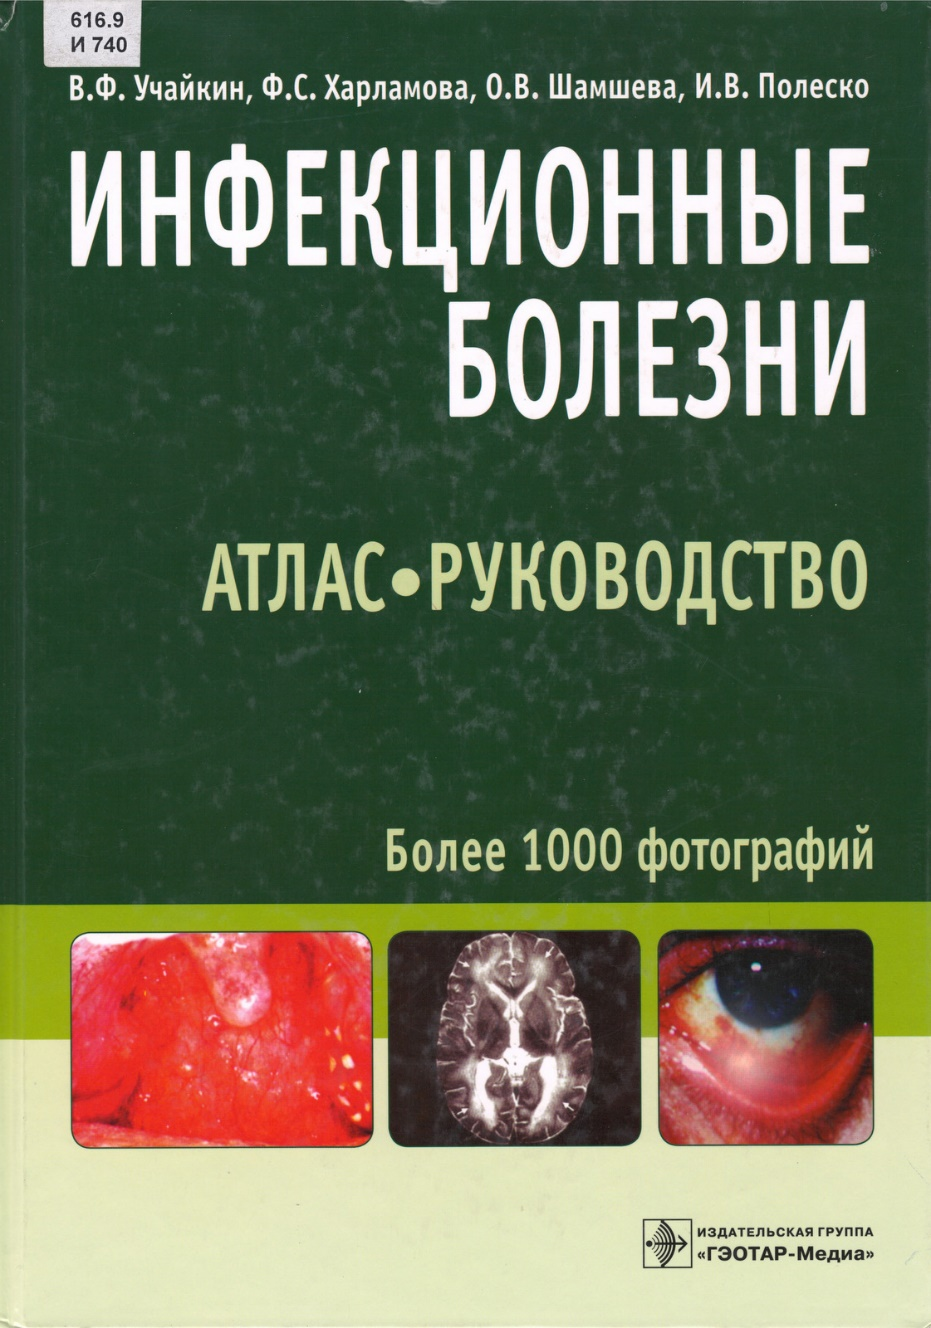 616.9
И 740
В.Ф. Учайкин, Ф.С. Харламова, О.В. Шамшева, И.В. Полеско
ИНФЕКЦИОННЫЕ
БОЛЕЗНИ
АТЛАС•РУКОВОДСТВО
Более 1000 фотографий
ИЗДАТЕЛЬСКАЯ ГРУППА
«ГЭОТАР-Медиа»